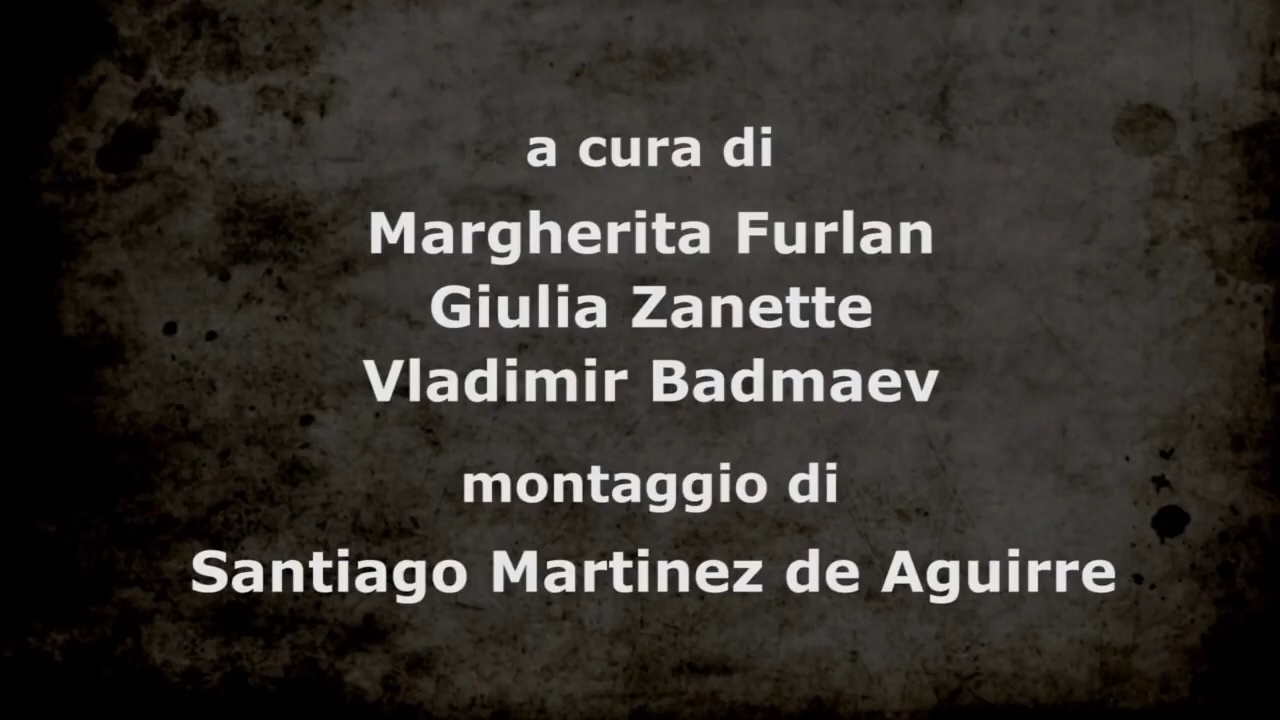 a cura di
Margherita Furlan
Giulia Zanette
Vladimir Badmaev
montaggio di
Santiago Martinez de Aguirre